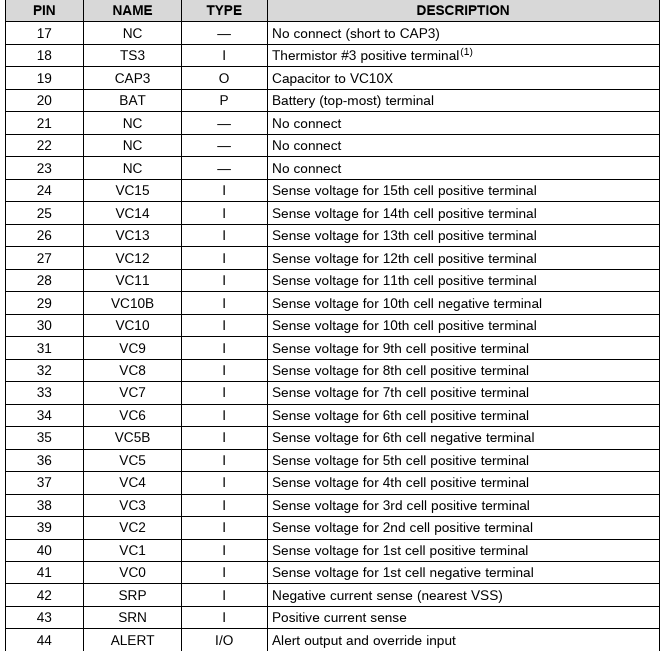 PIN NAME TYPE DESCRIPTION
17 NC — No connect (short to CAP3)
18 TS3 I Thermistor #3 positive terminal(1)
19 CAP3 O Capacitor to VC10X
20 BAT P Battery (top-most) terminal
21 NC — No connect
22 NC — No connect
23 NC — No connect
24 VC15 I Sense voltage for 15th cell positive terminal
25 VC14 I Sense voltage for 14th cell positive terminal
26 VC13 I Sense voltage for 13th cell positive terminal
27 VC12 I Sense voltage for 12th cell positive terminal
28 VC11 I Sense voltage for 11th cell positive terminal
29 VC10B I Sense voltage for 10th cell negative terminal
30 VC10 I Sense voltage for 10th cell positive terminal
31 VC9 I Sense voltage for 9th cell positive terminal
32 VC8 I Sense voltage for 8th cell positive terminal
33 VC7 I Sense voltage for 7th cell positive terminal
34 VC6 I Sense voltage for 6th cell positive terminal
35 VC5B I Sense voltage for 6th cell negative terminal
36 VC5 I Sense voltage for 5th cell positive terminal
37 VC4 I Sense voltage for 4th cell positive terminal
38 VC3 I Sense voltage for 3rd cell positive terminal
39 VC2 I Sense voltage for 2nd cell positive terminal
40 VC1 I Sense voltage for 1st cell positive terminal
41 VC0 I Sense voltage for 1st cell negative terminal
42 SRP I Negative current sense (nearest VSS)
43 SRN I Positive current sense
44 ALERT I/O Alert output and override input